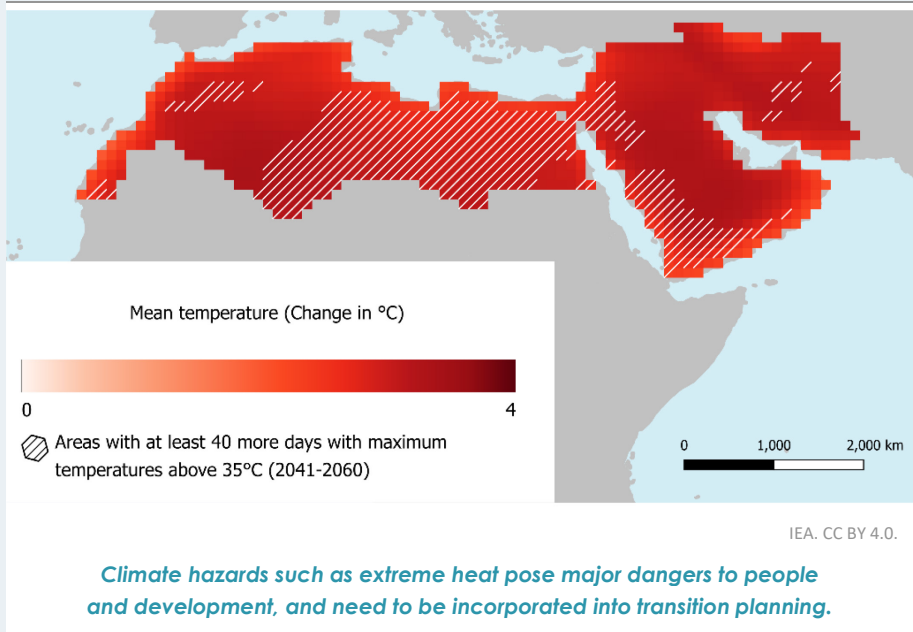 Mean temperature (Change in °C)
0
4
Areas with at least 40 more days with maximum
temperatures above 35°C (2041-2060)
0 1,000 2,000 km
IEA. CC BY 4.0.
Climate hazards such as extreme heat pose major dangers to people
and development, and need to be incorporated into transition planning.